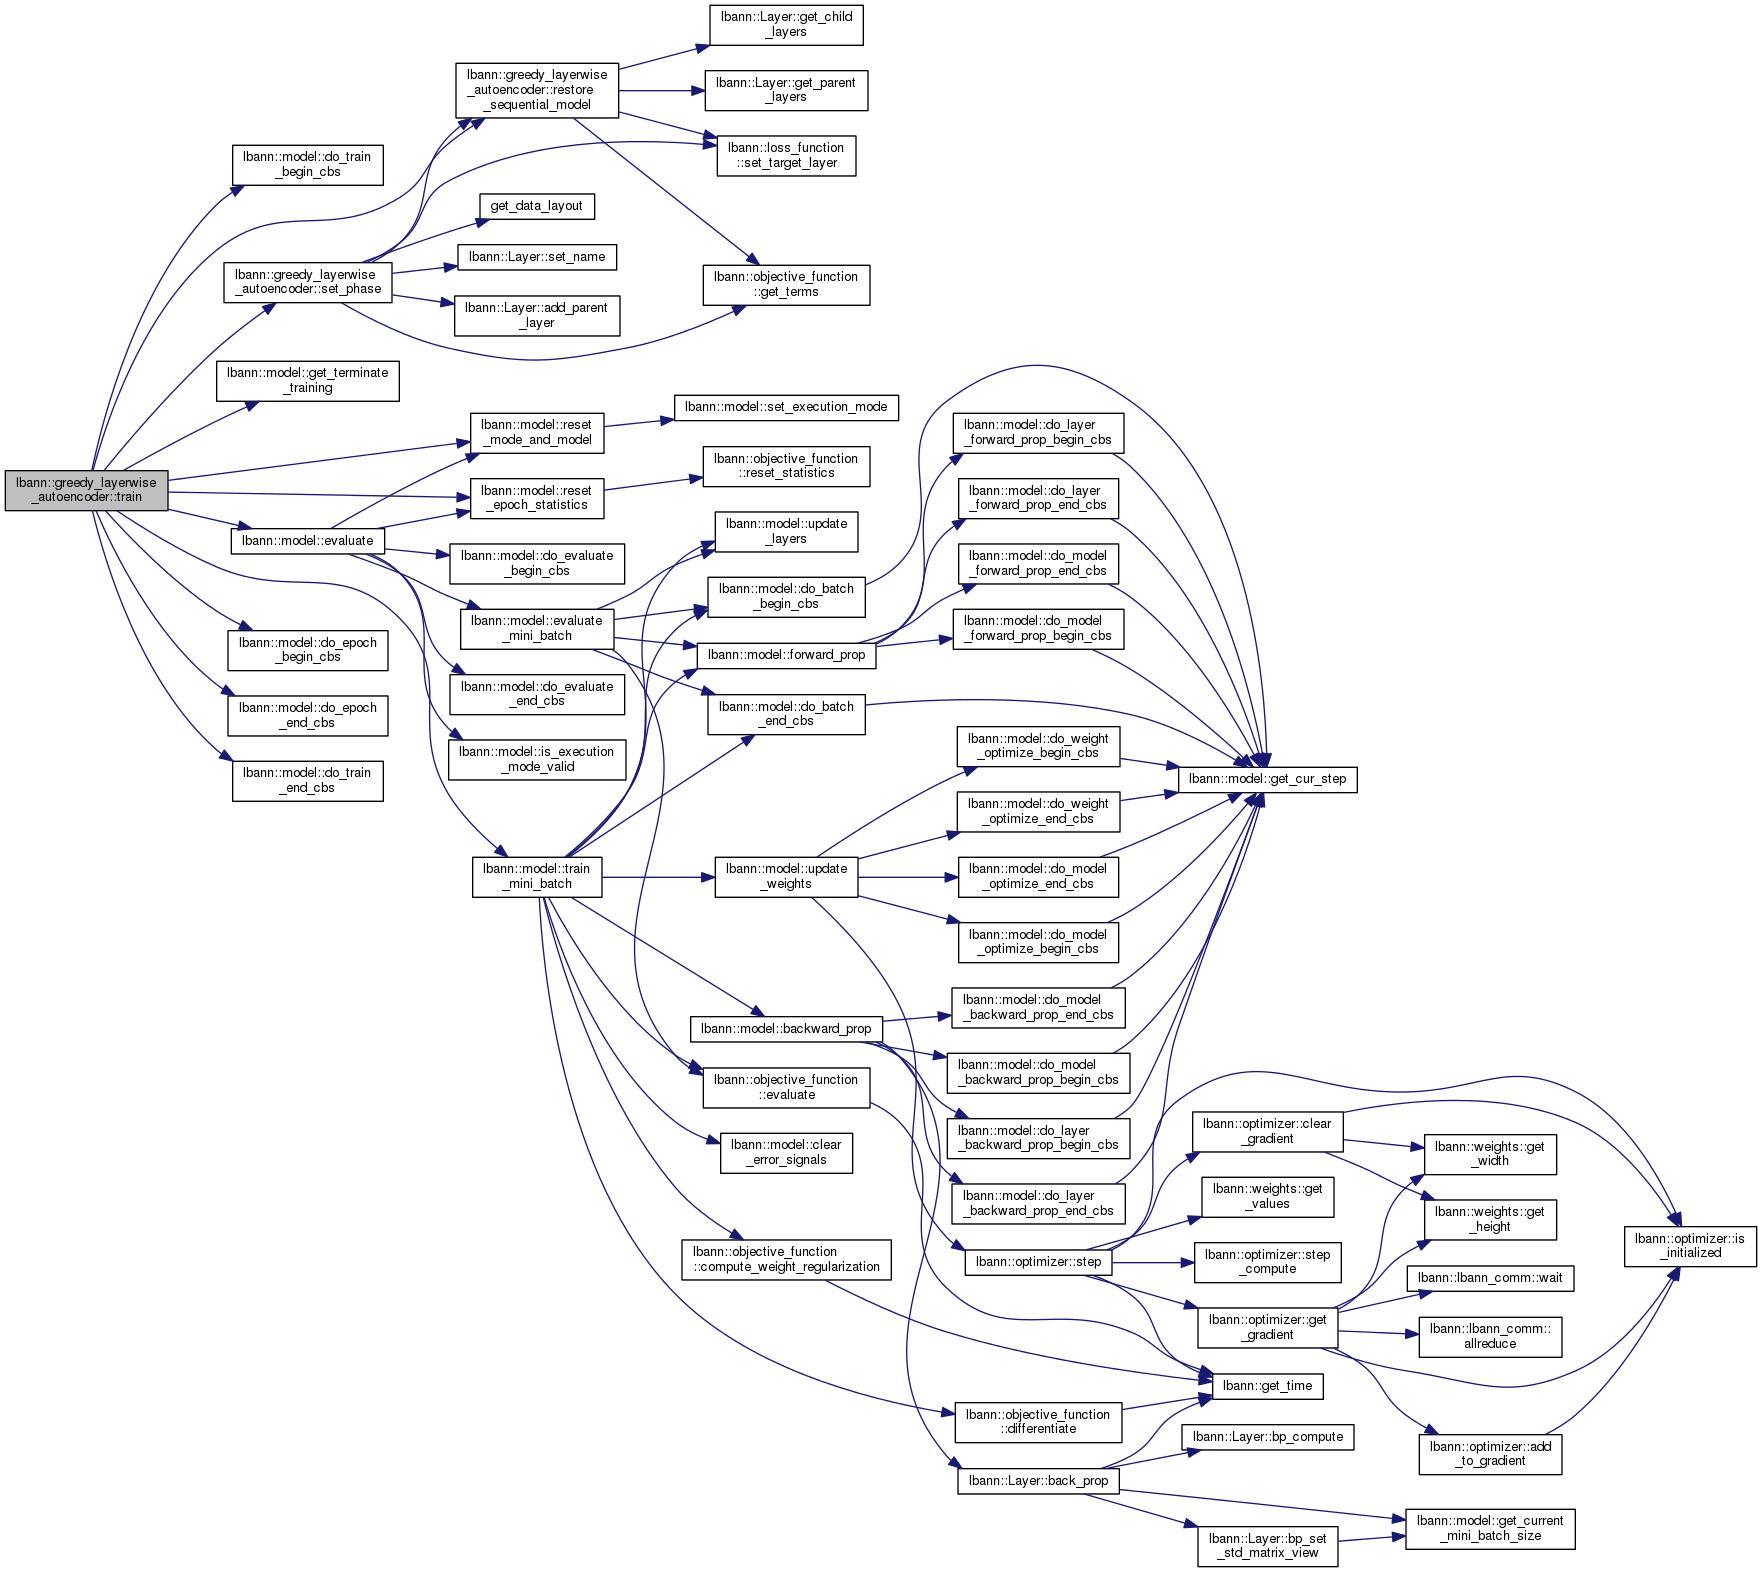 lbann::greedy_layerwise
_autoencoder::train
lbann::model::do_train
_begin_cbs
lbann::greedy_layerwise
_autoencoder::set_phase
lbann::model::get_terminate
_training
lbann::model::evaluate
lbann::model::do_epoch
_begin_cbs
lbann::model::do_epoch
_end_cbs
lbann::model::do_train
_end_cbs
lbann::greedy_layerwise
_autoencoder::restore
_sequential_model
get_data_layout
lbann::Layer::set_name
lbann::Layer::add_parent
_layer
lbann::model::reset
_mode_and_model
lbann::model::reset
_epoch_statistics
lbann::model::do_evaluate
_begin_cbs
lbann::model::evaluate
_mini_batch
lbann::model::do_evaluate
_end_cbs
lbann::model::is_execution
_mode_valid
lbann::model::train
_mini_batch
lbann::Layer::get_child
_layers
lbann::Layer::get_parent
_layers
lbann::loss_function
::set_target_layer
lbann::objective_function
::get_terms
lbann::model::set_execution_mode
lbann::objective_function
::reset_statistics
lbann::model::update
_layers
lbann::model::do_batch
_begin_cbs
lbann::model::forward_prop
lbann::model::do_batch
_end_cbs
lbann::model::update
_weights
lbann::model::backward_prop
lbann::objective_function
::evaluate
lbann::model::clear
_error_signals
lbann::objective_function
::compute_weight_regularization
lbann::model::do_layer
_forward_prop_begin_cbs
lbann::model::do_layer
_forward_prop_end_cbs
lbann::model::do_model
_forward_prop_end_cbs
lbann::model::do_model
_forward_prop_begin_cbs
lbann::model::do_weight
_optimize_begin_cbs
lbann::model::do_weight
_optimize_end_cbs
lbann::model::do_model
_optimize_end_cbs
lbann::model::do_model
_optimize_begin_cbs
lbann::model::do_model
_backward_prop_end_cbs
lbann::model::do_model
_backward_prop_begin_cbs
lbann::model::do_layer
_backward_prop_begin_cbs
lbann::model::do_layer
_backward_prop_end_cbs
lbann::optimizer::step
lbann::objective_function
::differentiate
lbann::Layer::back_prop
lbann::model::get_cur_step
lbann::optimizer::clear
_gradient
lbann::weights::get
_values
lbann::optimizer::step
_compute
lbann::optimizer::get
_gradient
lbann::get_time
lbann::Layer::bp_compute
lbann::Layer::bp_set
_std_matrix_view
lbann::weights::get
_width
lbann::weights::get
_height
lbann::lbann_comm::wait
lbann::lbann_comm::
allreduce
lbann::optimizer::add
_to_gradient
lbann::model::get_current
_mini_batch_size
lbann::optimizer::is
_initialized